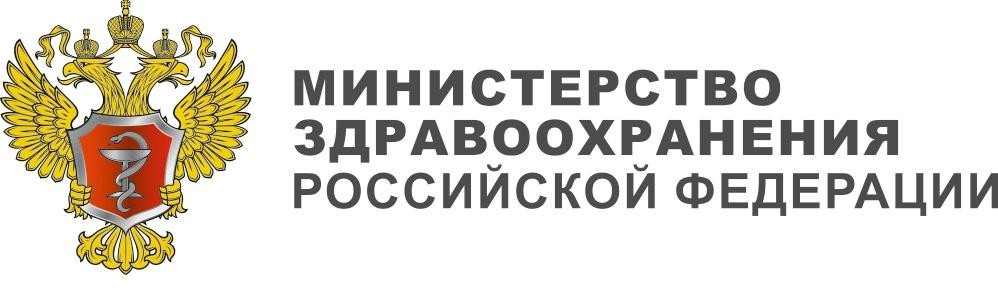 МИНИСТЕРСТВО
ЗДРАВООХРАНЕНИЯ
РОССИЙСКОЙ ФЕДЕРАЦИИ